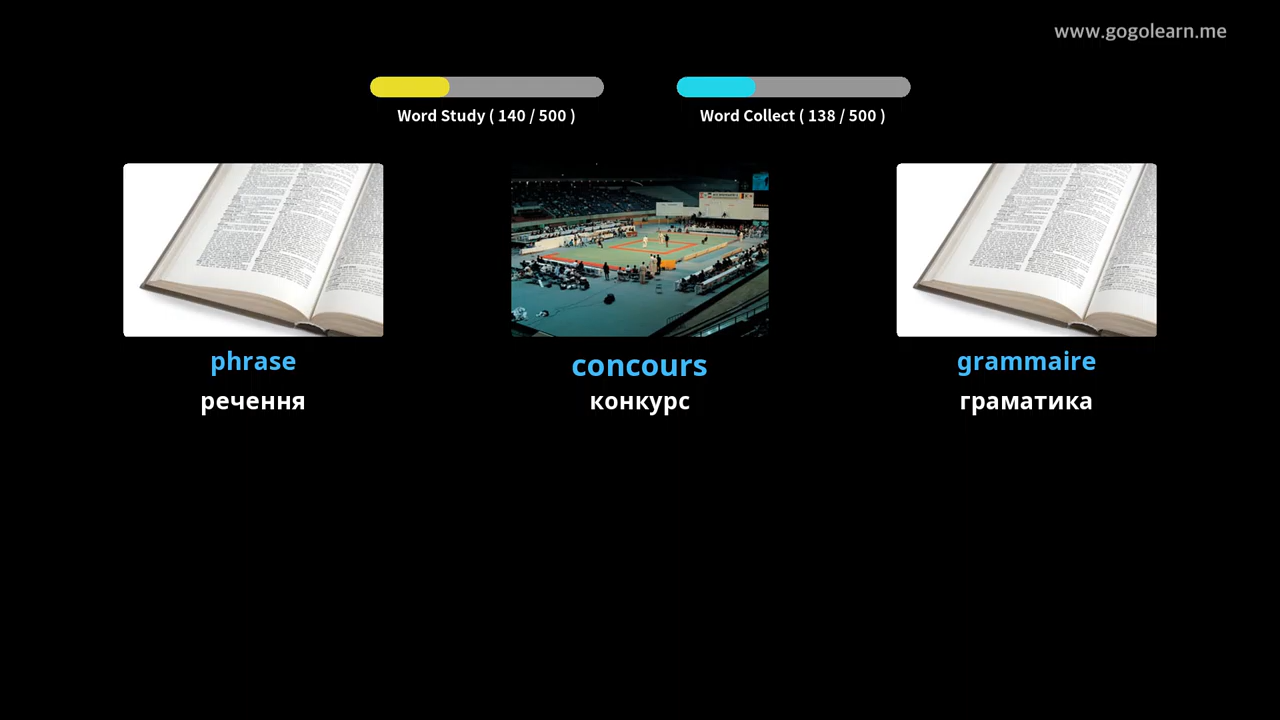 www.gogolearn.me
Word Study ( 140 / 500 )
Word Collect ( 138 / 500 )
phrase
речення
concours
конкурс
grammaire
граматика